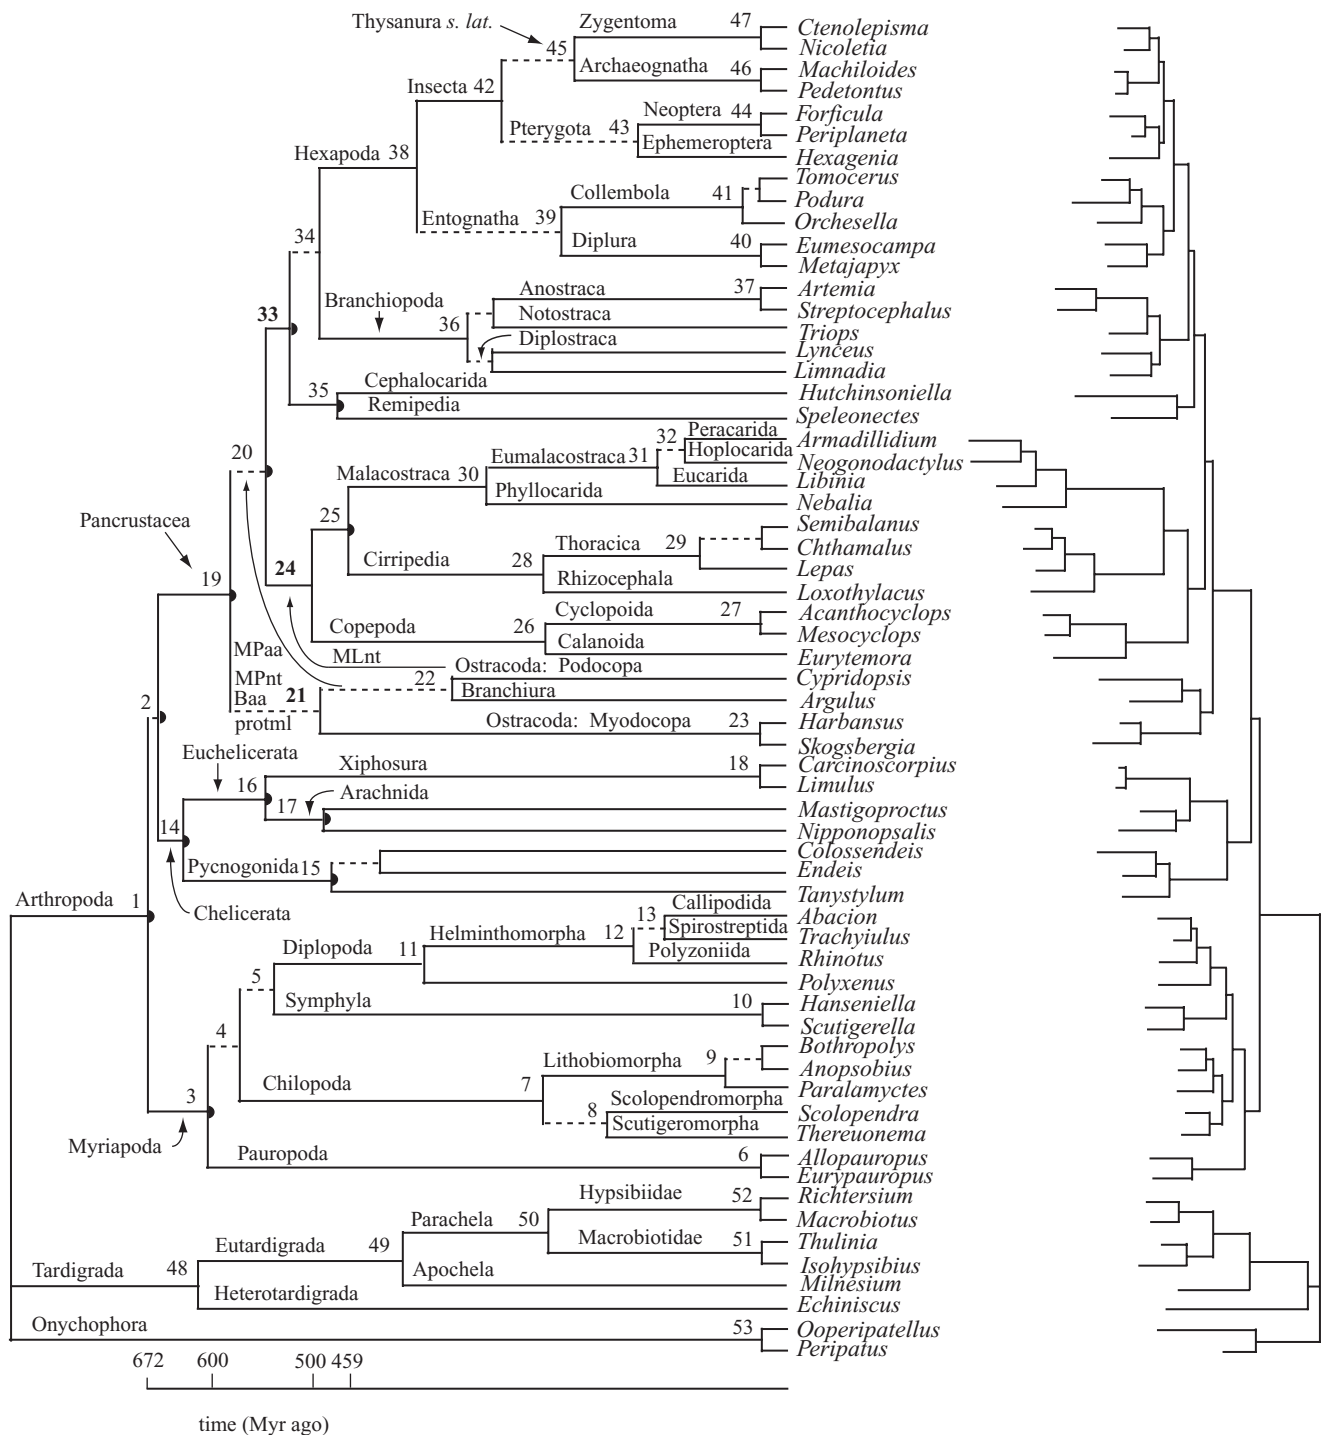 Thysanura s. lat.
Zygentoma 47 Ctenolepisma
45 Nicoletia
Archaeognatha 46 Machiloides
Insecta 42 Pedetontus
Neoptera 44 Forficula
Pterygota 43 Periplaneta
Ephemeroptera Hexagenia
Hexapoda 38 Tomocerus
Collembola 41 Podura
Entognatha 39 Orchesella
34 Diplura 40 Eumesocampa
Metajapyx
Anostraca 37 Artemia
Branchiopoda Streptocephalus
33 36 Notostraca Triops
Diplostraca Lynceus
Limnadia
35 Cephalocarida Hutchinsoniella
Remipedia Speleonectes
32 Peracarida Armadillidium
20 Eumalacostraca 31 Hoplocarida Neogonodactylus
Malacostraca 30 Eucarida Libinia
Phyllocarida Nebalia
Pancrustacea 25 Semibalanus
Thoracica 29 Chthamalus
Cirripedia 28 Lepas
24 Rhizocephala Loxothylacus
19 Cyclopoida 27 Acanthocyclops
Copepoda 26 Mesocyclops
Calanoida Eurytemora
MPaa MLnt Ostracoda: Podocopa Cypridopsis
MPnt 22
Baa 21 Branchiura Argulus
2 protml Ostracoda: Myodocopa 23 Harbansus
Skogsbergia
Euchelicerata Xiphosura 18 Carcinoscorpius
16 Limulus
17 Arachnida Mastigoproctus
14 Nipponopsalis
Colossendeis
Pycnogonida 15 Endeis
Tanystylum
Arthropoda 1 Chelicerata
13 Callipodida Abacion
Helminthomorpha 12 Spirostreptida Trachyiulus
Diplopoda 11 Polyzoniida Rhinotus
5 Polyxenus
Symphyla 10 Hanseniella
Scutigerella
4 Bothropolys
Lithobiomorpha 9 Anopsobius
Chilopoda 7 Paralamyctes
3 8 Scolopendromorpha Scolopendra
Scutigeromorpha Thereuonema
Myriapoda
Pauropoda 6 Allopauropus
Eurypauropus
Hypsibiidae 52 Richtersium
Parachela 50 Macrobiotus
Eutardigrada 49 Macrobiotidae 51 Thulinia
Isohypsibius
Tardigrada 48 Apochela Milnesium
Heterotardigrada Echiniscus
Onychophora 53 Ooperipatellus
Peripatus
672 600 500 459
time (Myr ago)